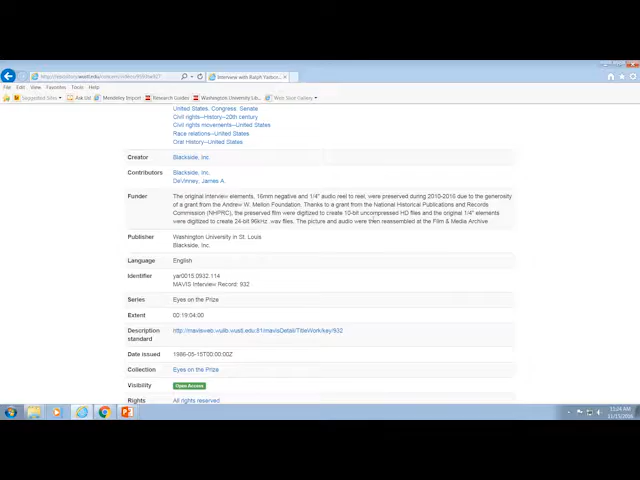 Interview with Ralph Yarboro...
File Edit View Favorites Tools Help
Suggested Sites Ask Us! Mendeley Import Research Guides Washington University Lib... Web Slice Gallery
United States. Congress. Senate
Civil rights--History--20th century
Civil rights movements--United States
Race relations--United States
Oral History--United States
Creator Blackside, Inc.
Contributors Blackside, Inc.
DeVinney, James A.
Funder The original interview elements, 16mm negative and 1/4" audio reel to reel, were preserved during 2010-2016 due to the generosity
of a grant from the Andrew W. Mellon Foundation. Thanks to a grant from the National Historical Publications and Records
Commission (NHPRC), the preserved film were digitized to create 10-bit uncompressed HD files and the original 1/4" elements
were digitized to create 24-bit 96kHz .wav files. The picture and audio were then reassembled at the Film & Media Archive
Publisher Washington University in St. Louis
Blackside, Inc.
Language English
Identifier yar0015.0932.114
MAVIS Interview Record: 932
Series Eyes on the Prize
Extent 00:19:04:00
Description http://mavisweb.wulib.wustl.edu:81/mavisDetail/TitleWork/key/932
standard
Date issued 1986-05-15T00:00:00Z
Collection Eyes on the Prize
Visibility Open Access
Rights All rights reserved
11:24 AM
11/15/2016